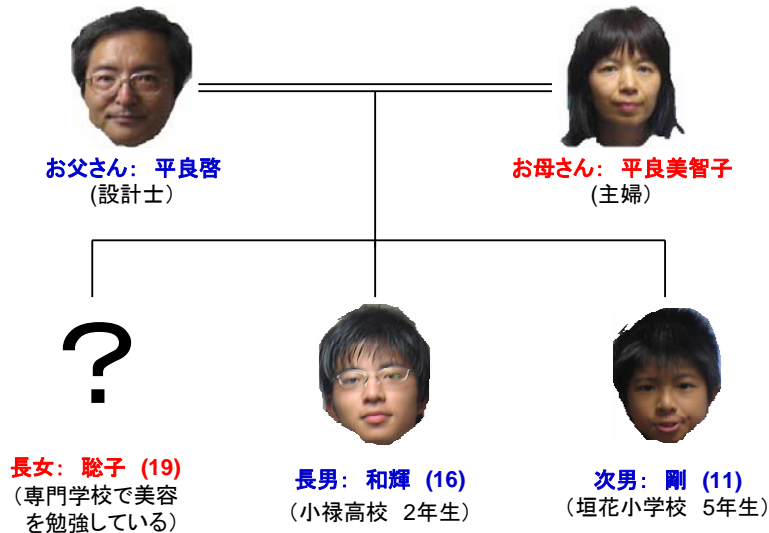 お父さん： 平良啓
(設計士）
お母さん： 平良美智子
(主婦）
?
長女： 聡子 (19)
（専門学校で美容
を勉強している）
長男： 和輝 (16)
（小禄高校 2年生）
次男： 剛 (11)
（垣花小学校 5年生）